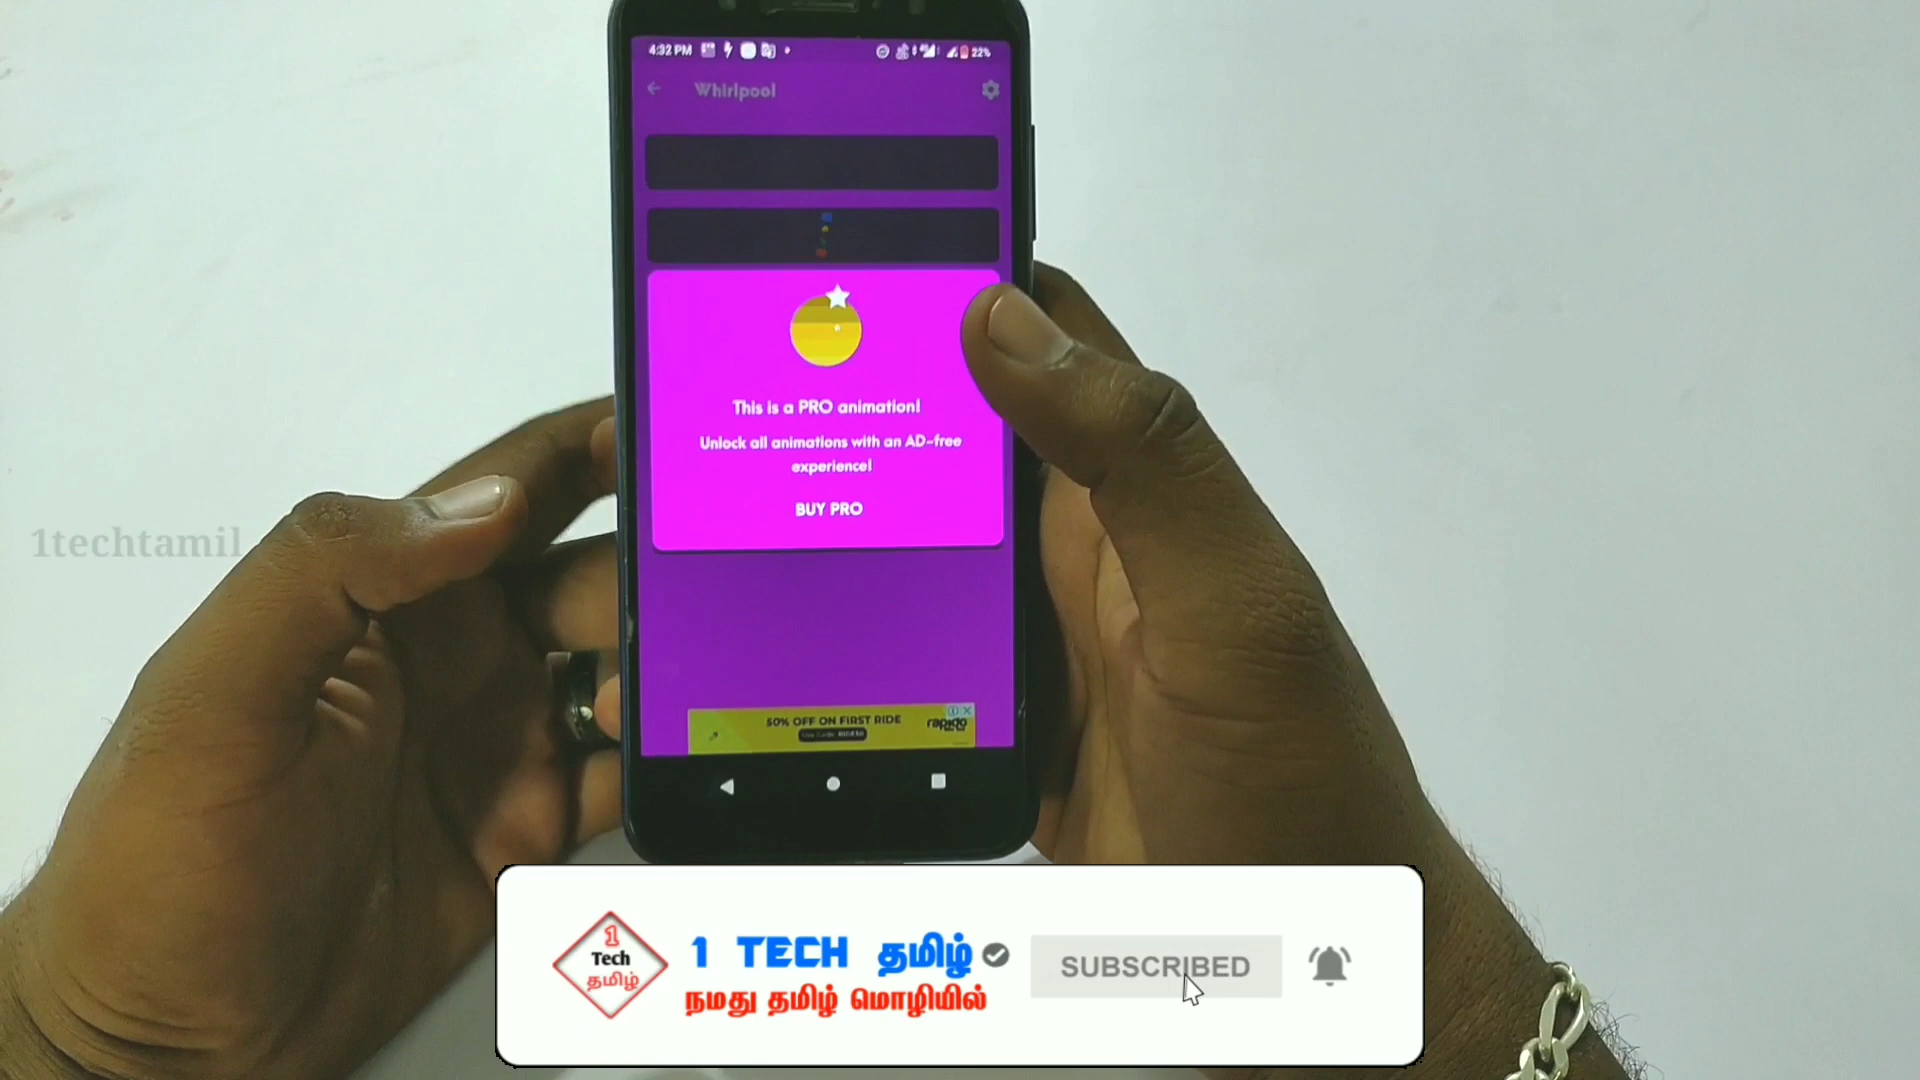 4:32 PM
22%
Whirlpool
This is a PRO animation!
Unlock all animations with an AD-free
experience!
BUY PRO
1techtamil
50% OFF ON FIRST RIDE
rapido
1
Tech
தமிழ்
1 TECH தமிழ்
நமது தமிழ் மொழியில்
SUBSCRIBED